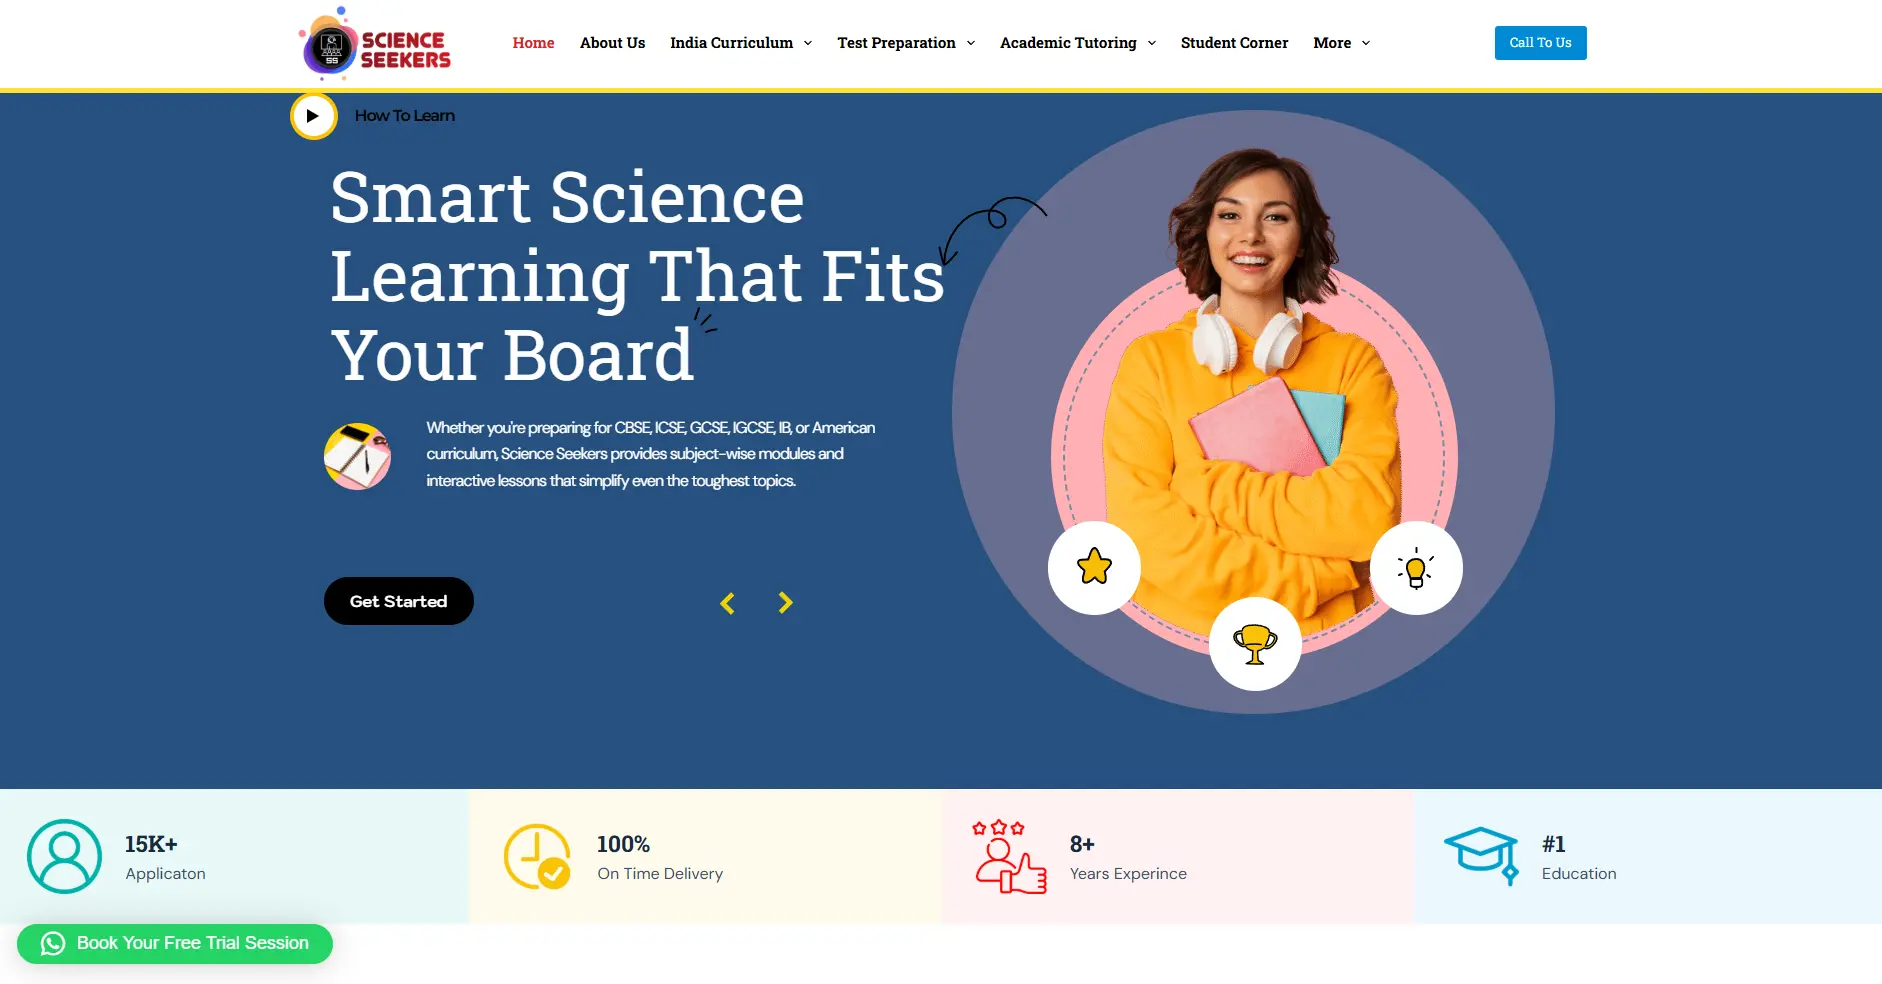 SCIENCE
SEEKERS
SS
Home
About Us
India Curriculum
Test Preparation
Academic Tutoring
Student Corner
More
Call To Us
How To Learn
Smart Science
Learning That Fits
Your Board
Whether you're preparing for CBSE, ICSE, GCSE, IGCSE, IB, or American
curriculum, Science Seekers provides subject-wise modules and
interactive lessons that simplify even the toughest topics.
Get Started
15K+
Applicaton
100%
On Time Delivery
8+
Years Experince
#1
Education
Book Your Free Trial Session